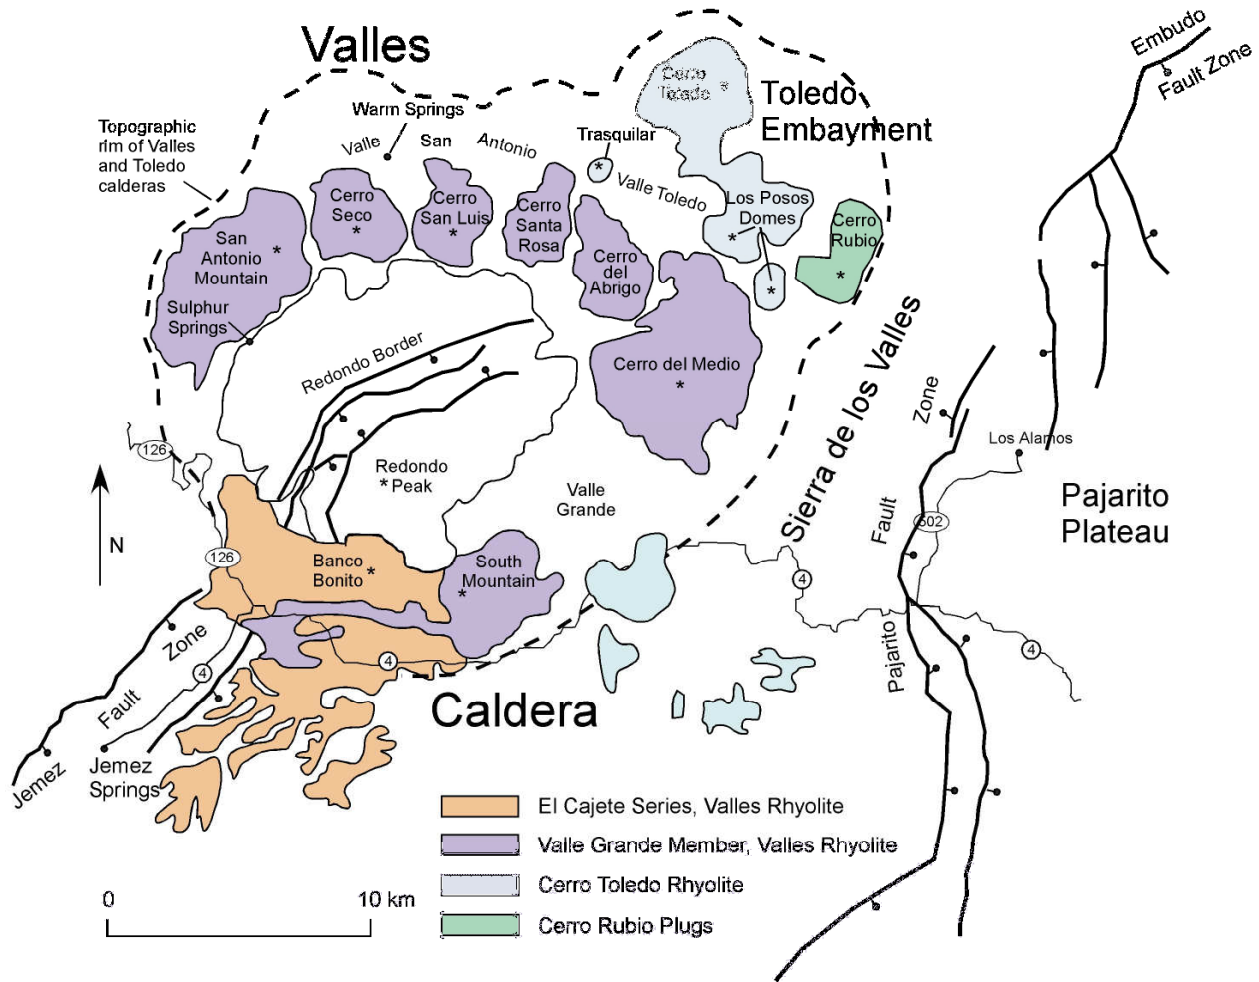 Valles
Embudo
Fault Zone
Cerro
Toledo
Toledo
Embayment
Warm Springs
Topographic
rim of Valles
and Toledo
calderas
Valle
San
Antonio
Trasquilar
Valle Toledo
Los Posos
Domes
Cerro
Rubio
Cerro
Seco
Cerro
San Luis
Cerro
Santa
Rosa
San
Antonio
Mountain
Cerro
del
Abrigo
Sulphur
Springs
Redondo Border
Cerro del Medio
Sierra de los Valles
Zone
Los Alamos
126
Redondo
Peak
Valle
Grande
Fault
502
Pajarito
Plateau
N
126
Banco
Bonito
South
Mountain
4
Zone
4
4
Pajarito
4
Fault
Caldera
Jemez
Jemez
Springs
El Cajete Series, Valles Rhyolite
Valle Grande Member, Valles Rhyolite
Cerro Toledo Rhyolite
Cerro Rubio Plugs
0
10 km